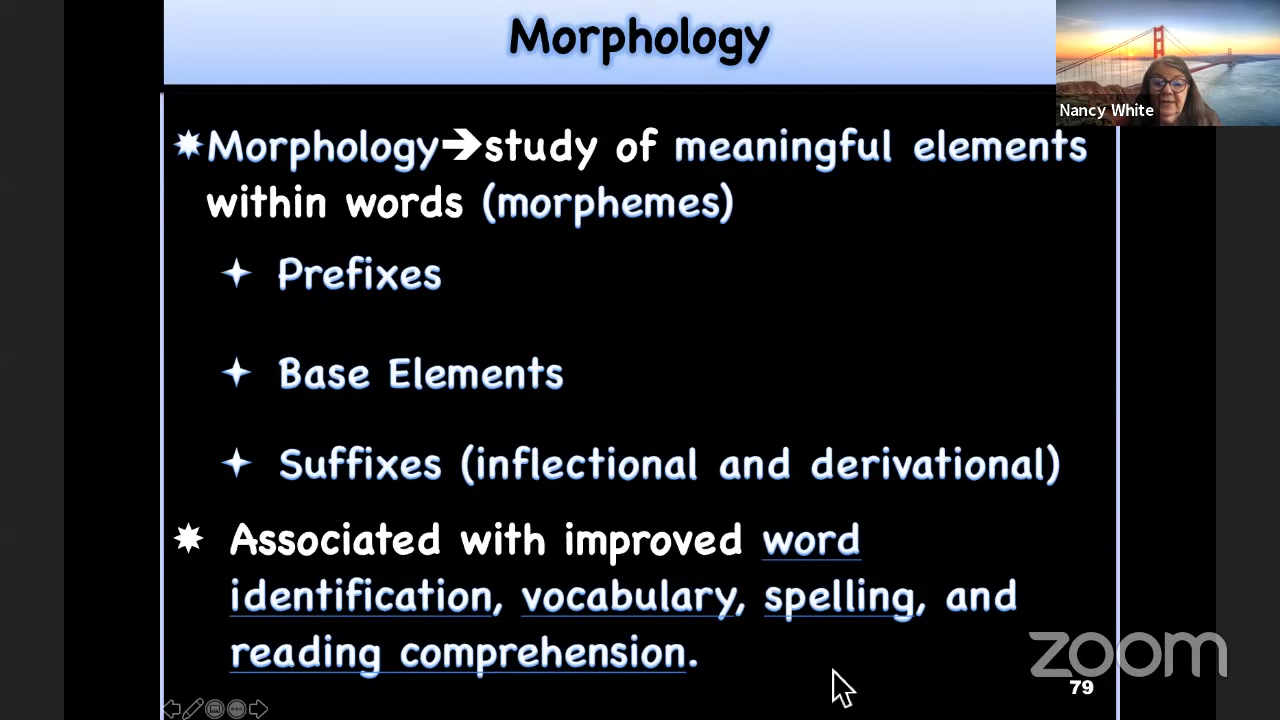 Morphology
Nancy White
Morphology➔study of meaningful elements
within words (morphemes)
Prefixes
Base Elements
Suffixes (inflectional and derivational)
Associated with improved word
identification, vocabulary, spelling, and
reading comprehension.
zoom
79